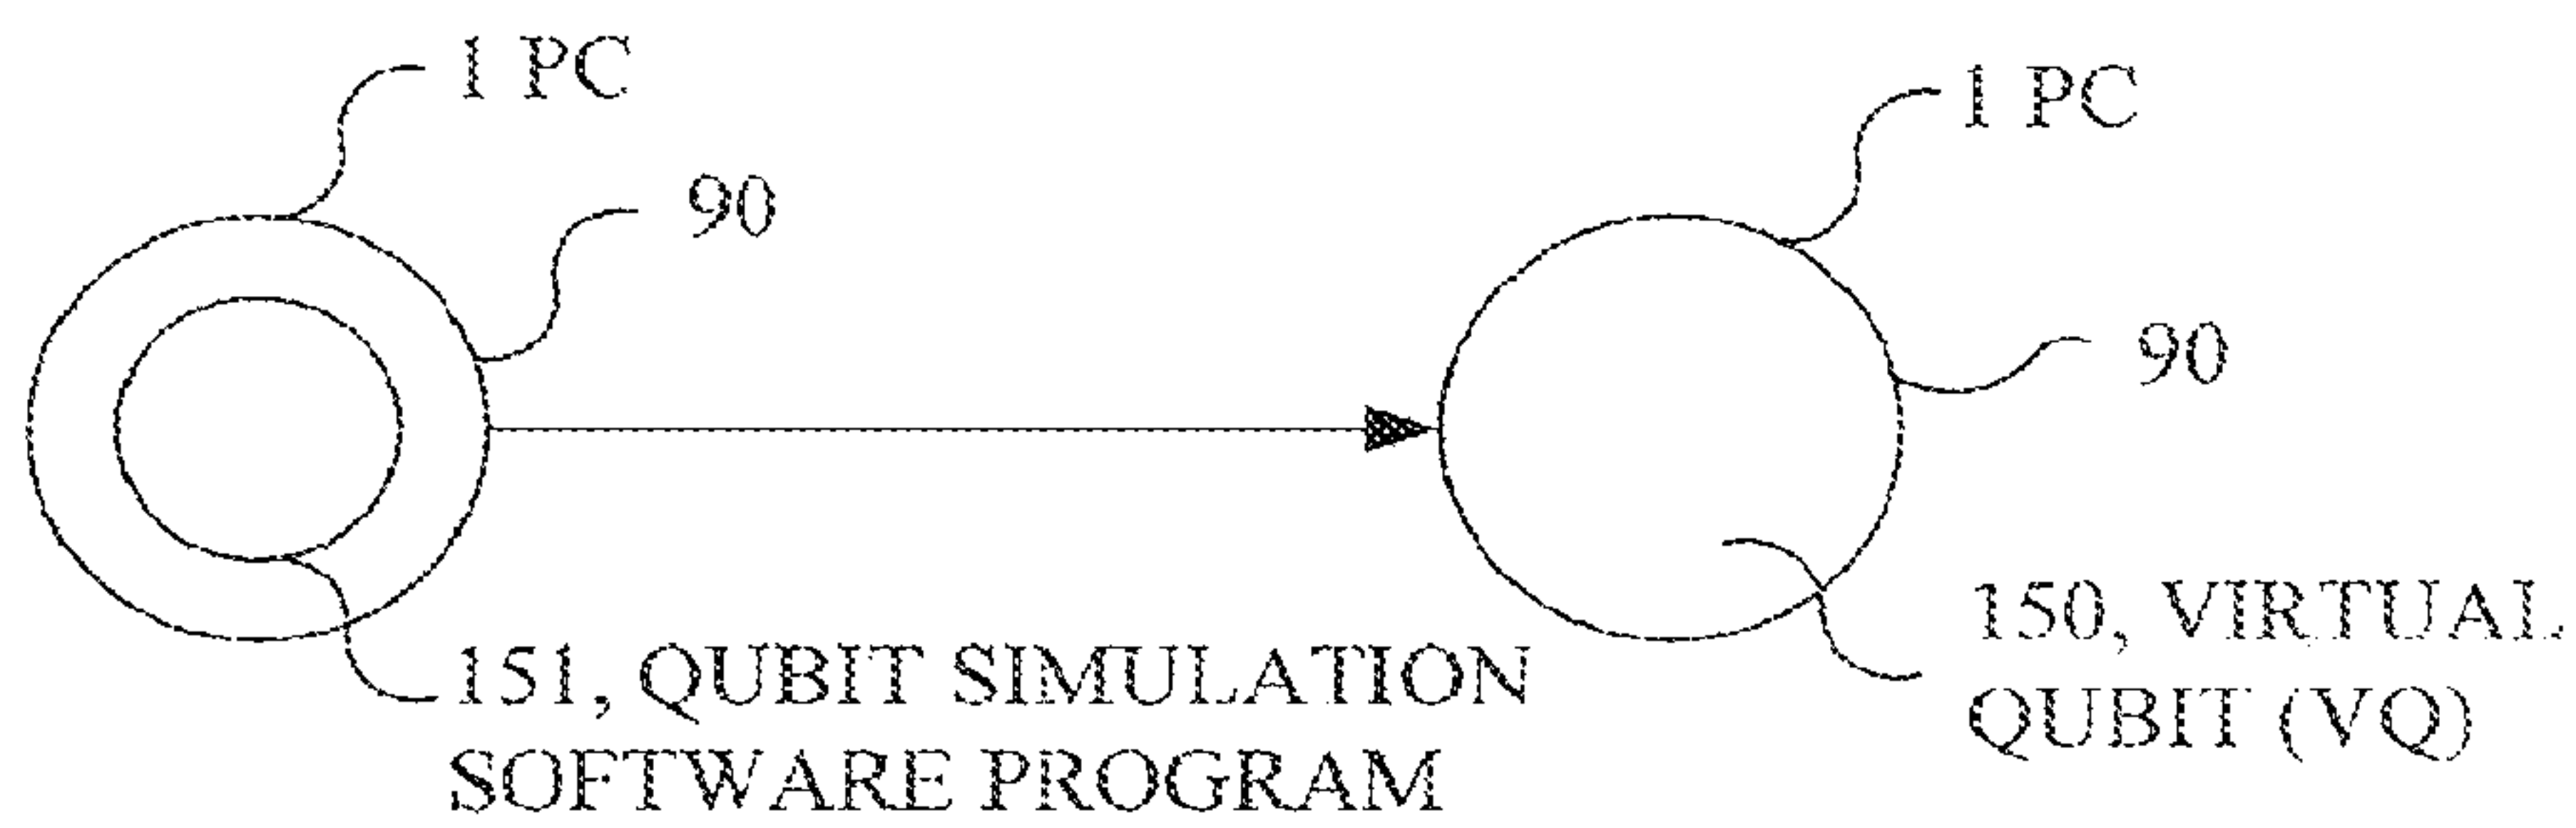 1 PC
90
151, QUBIT SIMULATION
SOFTWARE PROGRAM
1 PC
90
150, VIRTUAL
QUBIT (VQ)